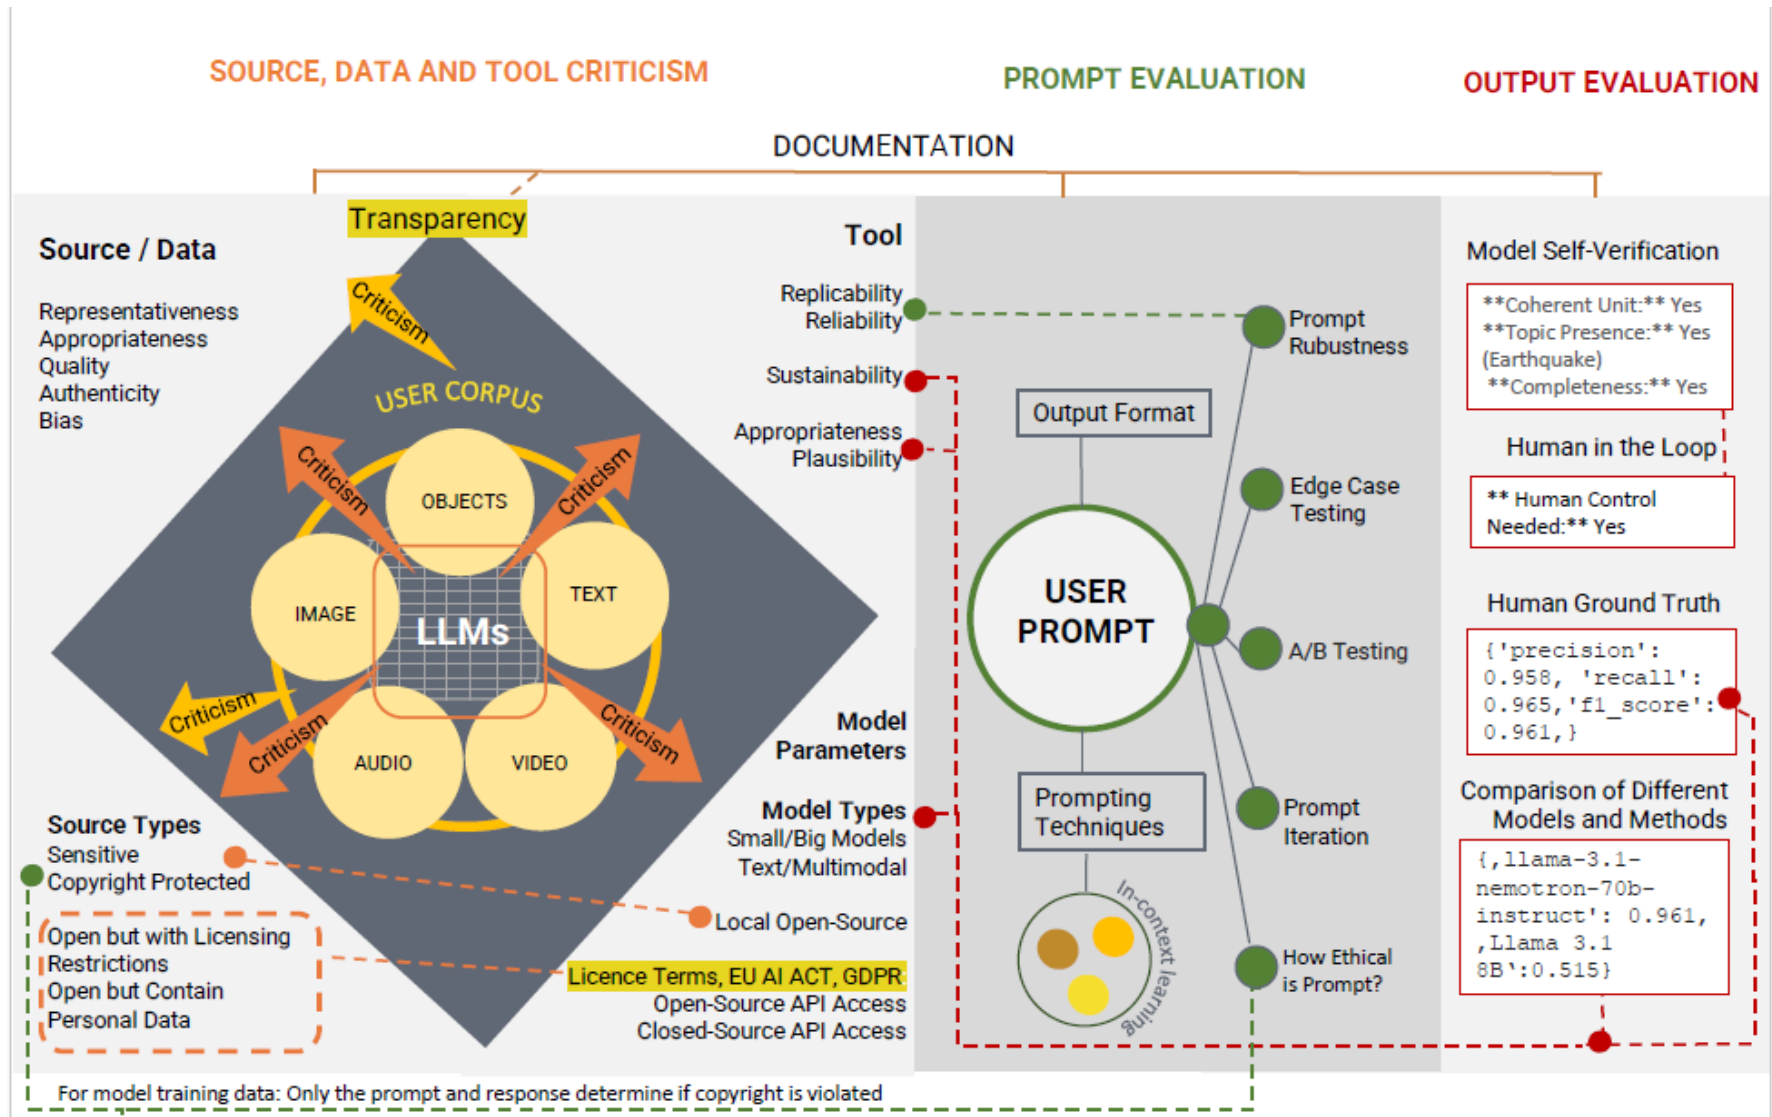 SOURCE, DATA AND TOOL CRITICISM
PROMPT EVALUATION
OUTPUT EVALUATION
DOCUMENTATION
Transparency
Source / Data
Representativeness
Appropriateness
Quality
Authenticity
Bias
Criticism
USER CORPUS
Criticism
Criticism
OBJECTS
IMAGE
TEXT
LLMs
Criticism
Criticism
Criticism
AUDIO
VIDEO
Source Types
Sensitive
Copyright Protected
Open but with Licensing
Restrictions
Open but Contain
Personal Data
Tool
Replicability
Reliability
Sustainability
Appropriateness
Plausibility
Model
Parameters
Model Types
Small/Big Models
Text/Multimodal
Local Open-Source
Licence Terms, EU AI ACT, GDPR
Open-Source API Access
Closed-Source API Access
For model training data: Only the prompt and response determine if copyright is violated
Output Format
USER
PROMPT
Prompting
Techniques
In-context learning
Prompt
Rubustness
Edge Case
Testing
A/B Testing
Prompt
Iteration
How Ethical
is Prompt?
Model Self-Verification
**Coherent Unit:** Yes
**Topic Presence:** Yes
(Earthquake)
**Completeness:** Yes
Human in the Loop
** Human Control
Needed:** Yes
Human Ground Truth
{'precision':
0.958, 'recall':
0.965,'f1_score':
0.961,}
Comparison of Different
Models and Methods
{,llama-3.1-
nemotron-70b-
instruct': 0.961,
,Llama 3.1
8B‘:0.515}